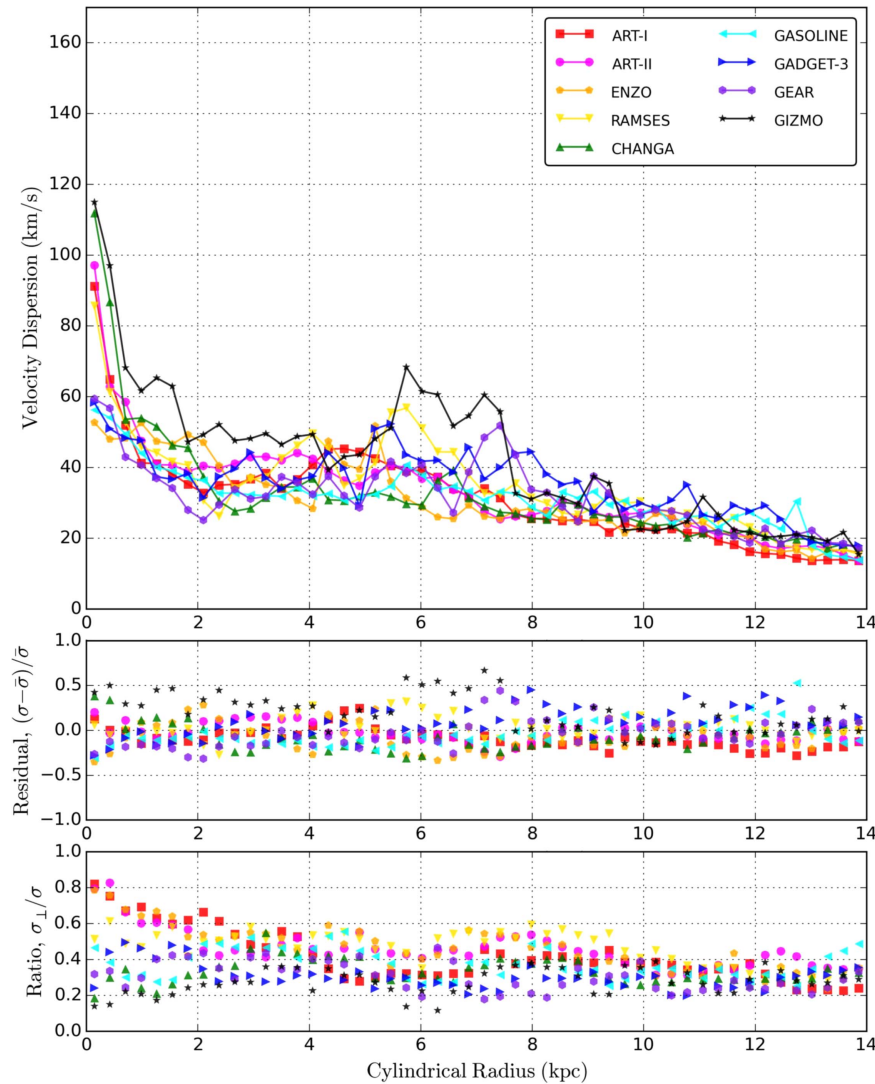 160
140
120
100
80
60
40
20
0
Velocity Dispersion (km/s)
ART-I
ART-II
ENZO
RAMSES
CHANGA
GASOLINE
GADGET-3
GEAR
GIZMO
0 2 4 6 8 10 12 14
1.0
0.5
0.0
−0.5
−1.0
Residual, (σ−σ̄)/σ̄
0 2 4 6 8 10 12 14
1.0
0.8
0.6
0.4
0.2
0.0
Ratio, σ⊥/σ
0 2 4 6 8 10 12 14
Cylindrical Radius (kpc)